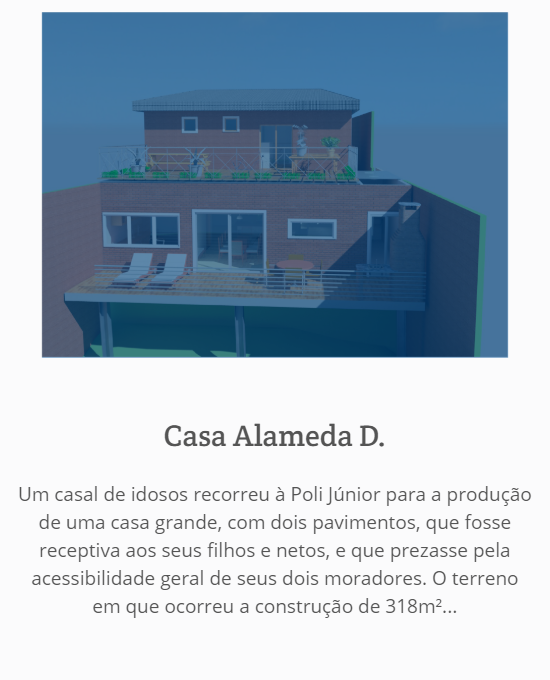 Casa Alameda D.
Um casal de idosos recorreu à Poli Júnior para a produção
de uma casa grande, com dois pavimentos, que fosse
receptiva aos seus filhos e netos, e que prezasse pela
acessibilidade geral de seus dois moradores. O terreno
em que ocorreu a construção de 318m²...